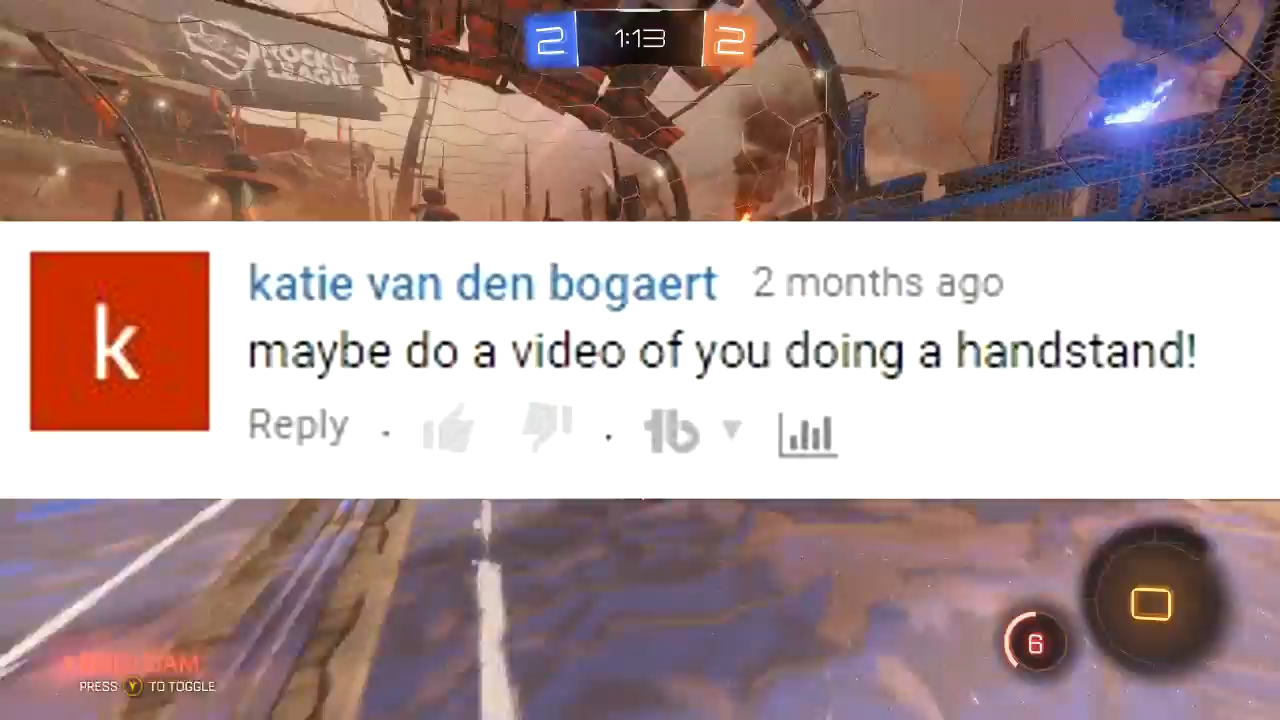 2 1:13 2
ROCKET
LEAGUE
k
katie van den bogaert 2 months ago
maybe do a video of you doing a handstand!
Reply
6
PRESS Y TO TOGGLE